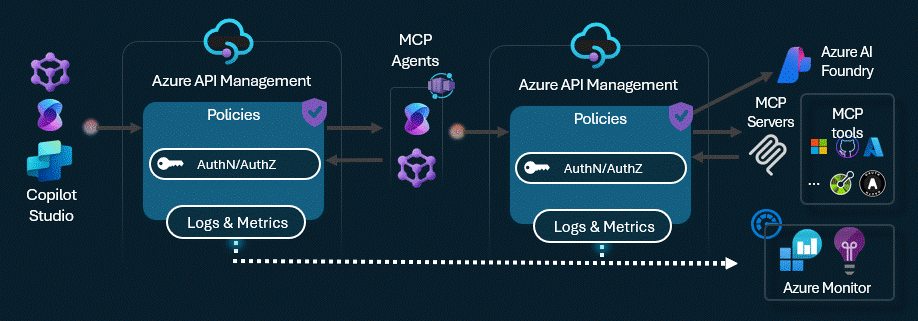 Copilot
Studio
Azure API Management
Policies
AuthN/AuthZ
Logs & Metrics
MCP
Agents
Azure API Management
Policies
AuthN/AuthZ
Logs & Metrics
Azure AI
Foundry
MCP
Servers
MCP
tools
...
A
Azure Monitor